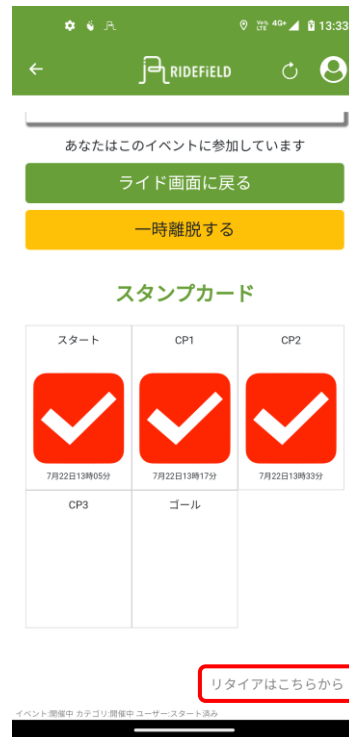 VoLTE 4G+ 13:33
RIDEFIELD
あなたはこのイベントに参加しています
ライド画面に戻る
一時離脱する
スタンプカード
スタート CP1 CP2
7月22日13時05分 7月22日13時17分 7月22日13時33分
CP3 ゴール
リタイアはこちらから
イベント:開催中 カテゴリ:開催中 ユーザー:スタート済み